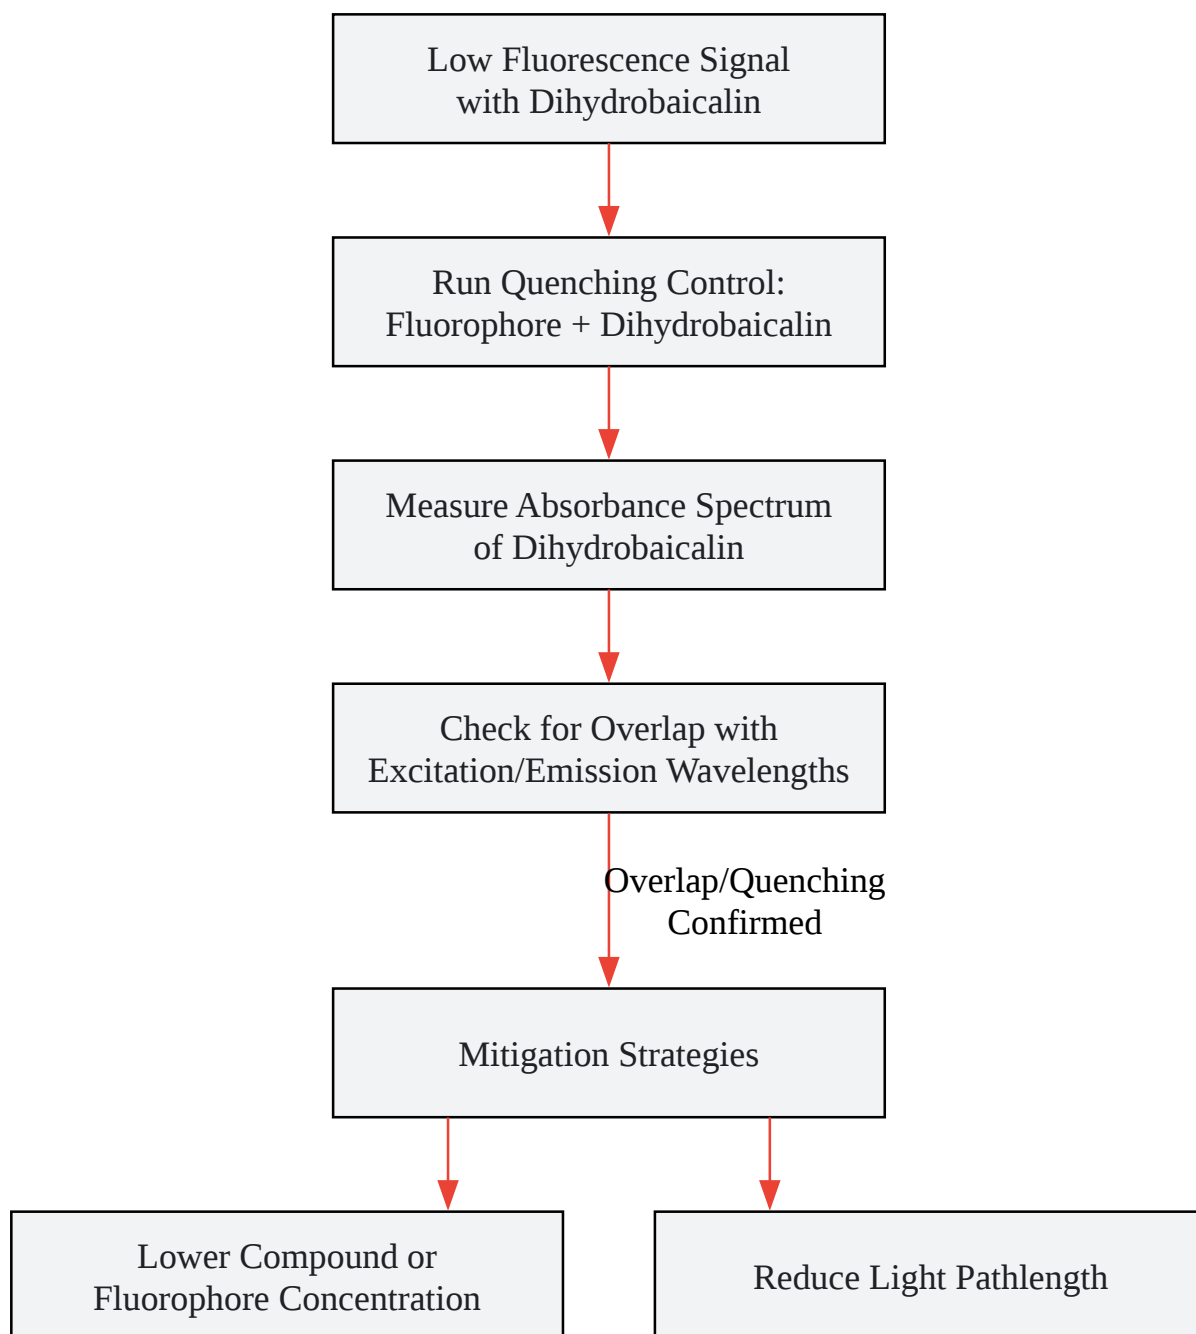 Low Fluorescence Signal
with Dihydrobaicalin
Run Quenching Control:
Fluorophore + Dihydrobaicalin
Measure Absorbance Spectrum
of Dihydrobaicalin
Check for Overlap with
Excitation/Emission Wavelengths
Overlap/Quenching
Confirmed
Mitigation Strategies
Lower Compound or
Fluorophore Concentration
Reduce Light Pathlength